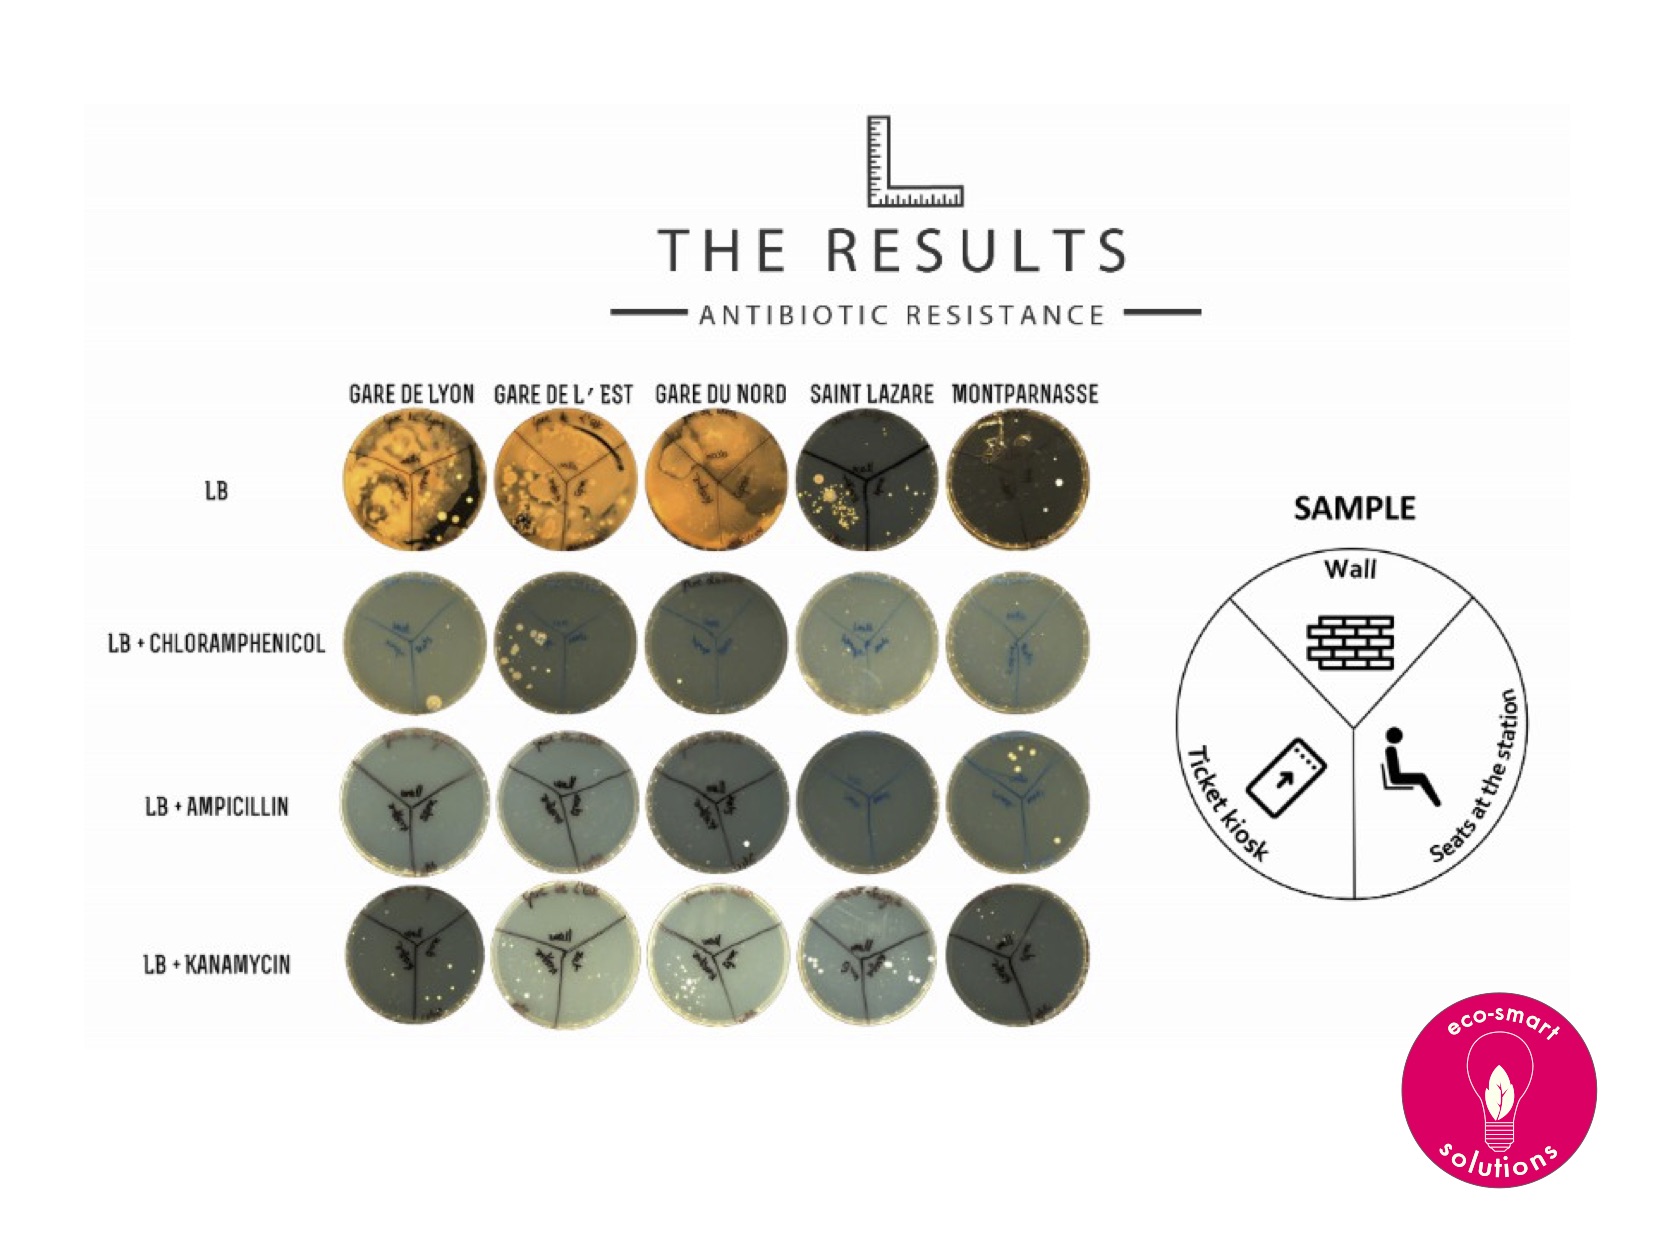 THE RESULTS
ANTIBIOTIC RESISTANCE
GARE DE LYON GARE DE L' EST GARE DU NORD SAINT LAZARE MONTPARNASSE
LB
LB + CHLORAMPHENICOL
LB + AMPICILLIN
LB + KANAMYCIN
SAMPLE
Wall
Ticket kiosk
Seats at the station
eco-smart
solutions